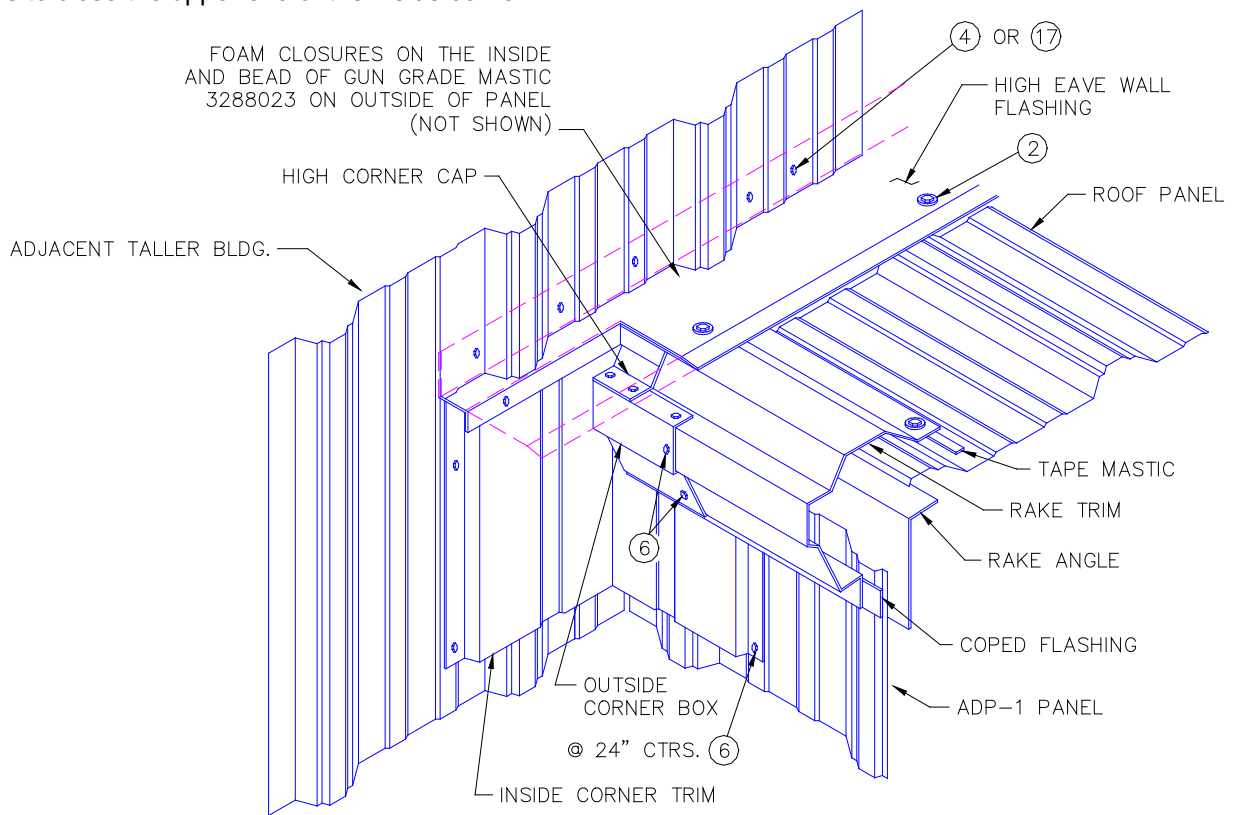 FOAM CLOSURES ON THE INSIDE
AND BEAD OF GUN GRADE MASTIC
3288023 ON OUTSIDE OF PANEL
(NOT SHOWN)
4 OR 17
HIGH EAVE WALL
FLASHING
2
HIGH CORNER CAP
ROOF PANEL
ADJACENT TALLER BLDG.
TAPE MASTIC
RAKE TRIM
6
RAKE ANGLE
COPED FLASHING
OUTSIDE
CORNER BOX
ADP-1 PANEL
@ 24" CTRS. 6
INSIDE CORNER TRIM